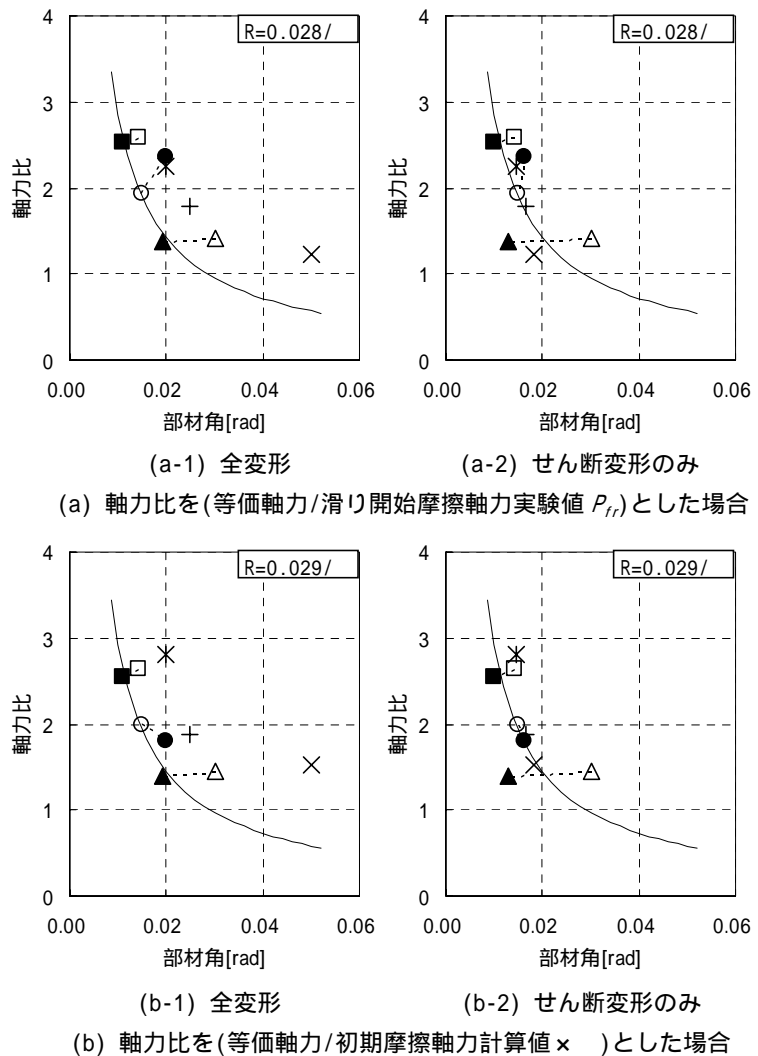 R=0.028/
R=0.028/
軸力比
4
3
2
1
0
0.00 0.02 0.04 0.06
部材角[rad]
軸力比
4
3
2
1
0
0.00 0.02 0.04 0.06
部材角[rad]
(a-1) 全変形
(a-2) せん断変形のみ
(a) 軸力比を(等価軸力/滑り開始摩擦軸力実験値 Pfr)とした場合
R=0.029/
R=0.029/
軸力比
4
3
2
1
0
0.00 0.02 0.04 0.06
部材角[rad]
軸力比
4
3
2
1
0
0.00 0.02 0.04 0.06
部材角[rad]
(b-1) 全変形
(b-2) せん断変形のみ
(b) 軸力比を(等価軸力/初期摩擦軸力計算値× )とした場合